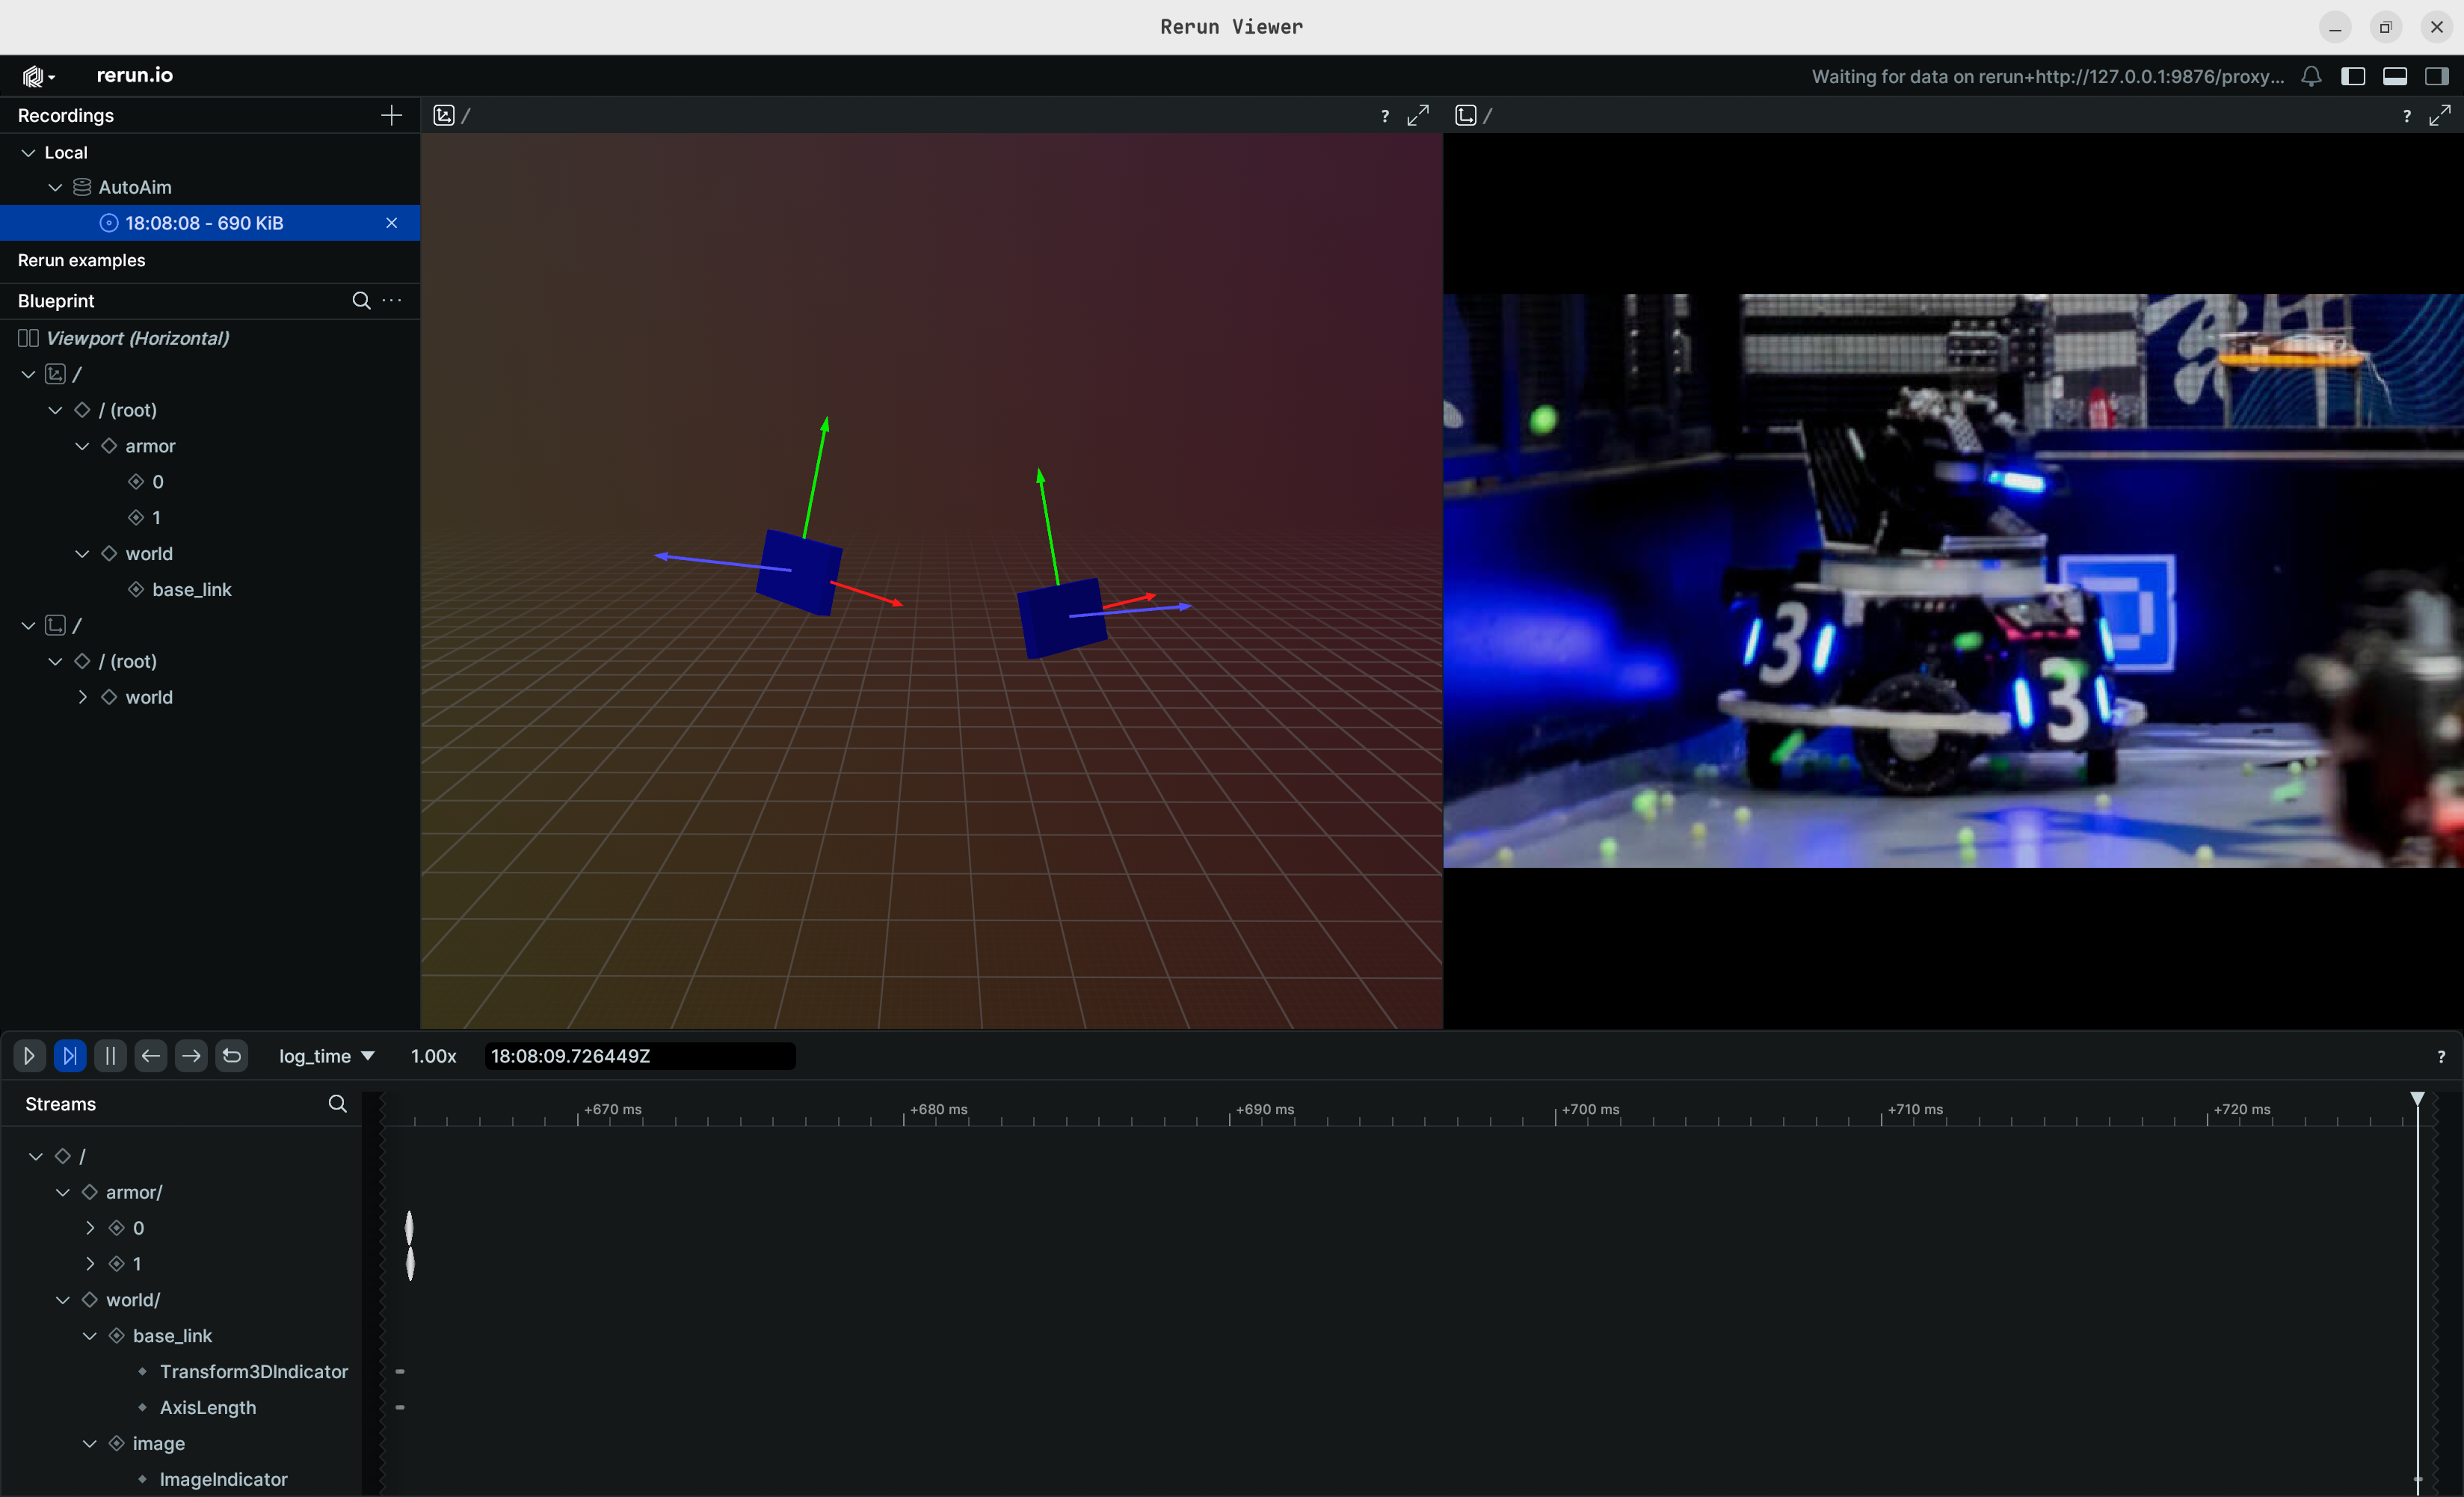 Rerun Viewer
rerun.io
Waiting for data on rerun+http://127.0.0.1:9876/proxy...
Recordings
Local
AutoAim
18:08:08 - 690 KiB
Rerun examples
Blueprint
Viewport (Horizontal)
/
/ (root)
armor
0
1
world
base_link
/
/ (root)
world
/
?
/
?
3
3
log_time
1.00x
18:08:09.726449Z
?
Streams
+670 ms
+680 ms
+690 ms
+700 ms
+710 ms
+720 ms
/
armor/
0
1
world/
base_link
Transform3DIndicator
AxisLength
image
ImageIndicator